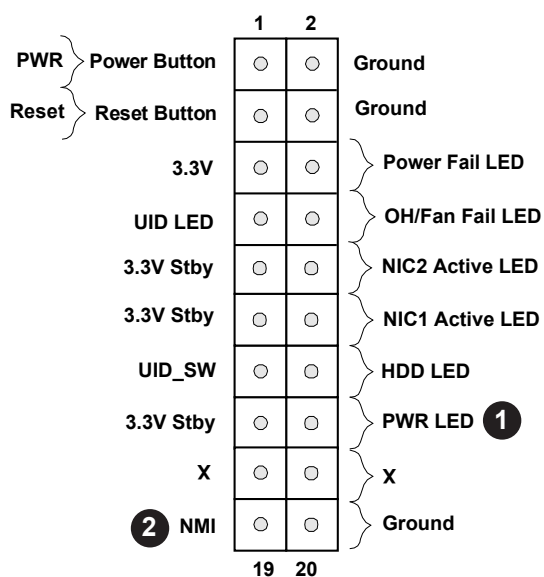 1 2
PWR Power Button Ground
Reset Reset Button Ground
3.3V Power Fail LED
UID LED OH/Fan Fail LED
3.3V Stby NIC2 Active LED
3.3V Stby NIC1 Active LED
UID_SW HDD LED
3.3V Stby PWR LED 1
X X
2 NMI Ground
19 20